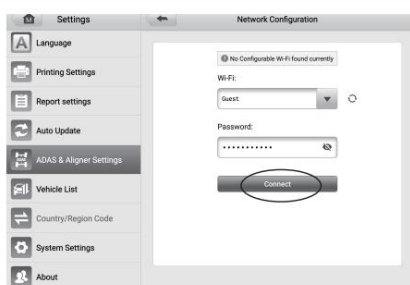 Settings
Network Configuration
Language
Printing Settings
Report settings
Auto Update
ADAS & Aligner Settings
Vehicle List
Country/Region Code
System Settings
About
No Configurable Wi-Fi found currently
Wi-Fi:
Guest
Password:
Connect